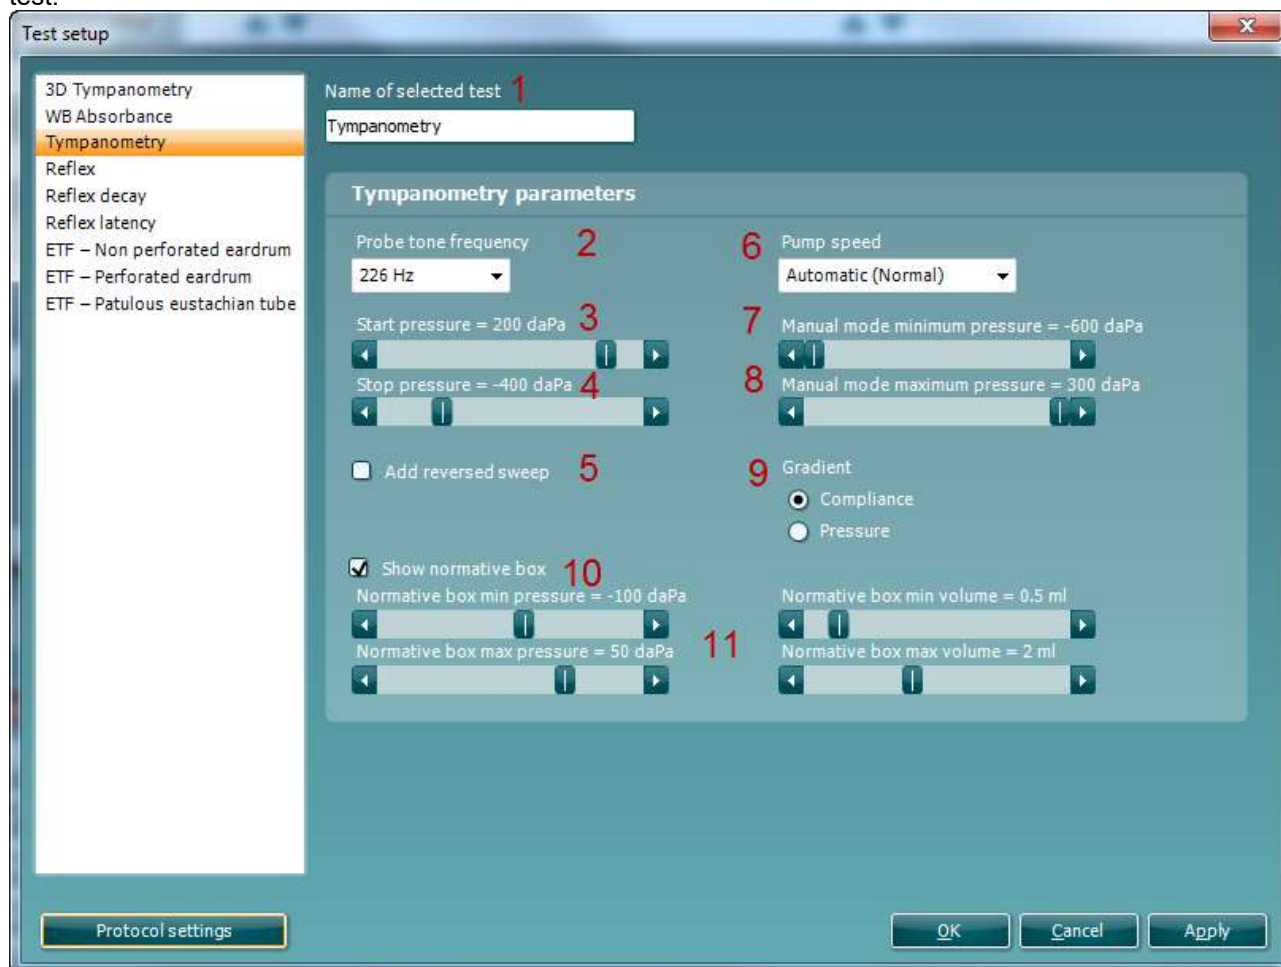 test.
Test setup
3D Tympanometry
WB Absorbance
Tympanometry
Reflex
Reflex decay
Reflex latency
ETF – Non perforated eardrum
ETF – Perforated eardrum
ETF – Patulous eustachian tube
Name of selected test 1
Tympanometry
Tympanometry parameters
Probe tone frequency 2
226 Hz
Start pressure = 200 daPa 3
Stop pressure = -400 daPa 4
Add reversed sweep 5
6 Pump speed
Automatic (Normal)
7 Manual mode minimum pressure = -600 daPa
8 Manual mode maximum pressure = 300 daPa
9 Gradient
Compliance
Pressure
Show normative box 10
Normative box min pressure = -100 daPa
Normative box max pressure = 50 daPa
11
Normative box min volume = 0.5 ml
Normative box max volume = 2 ml
Protocol settings
OK
Cancel
Apply